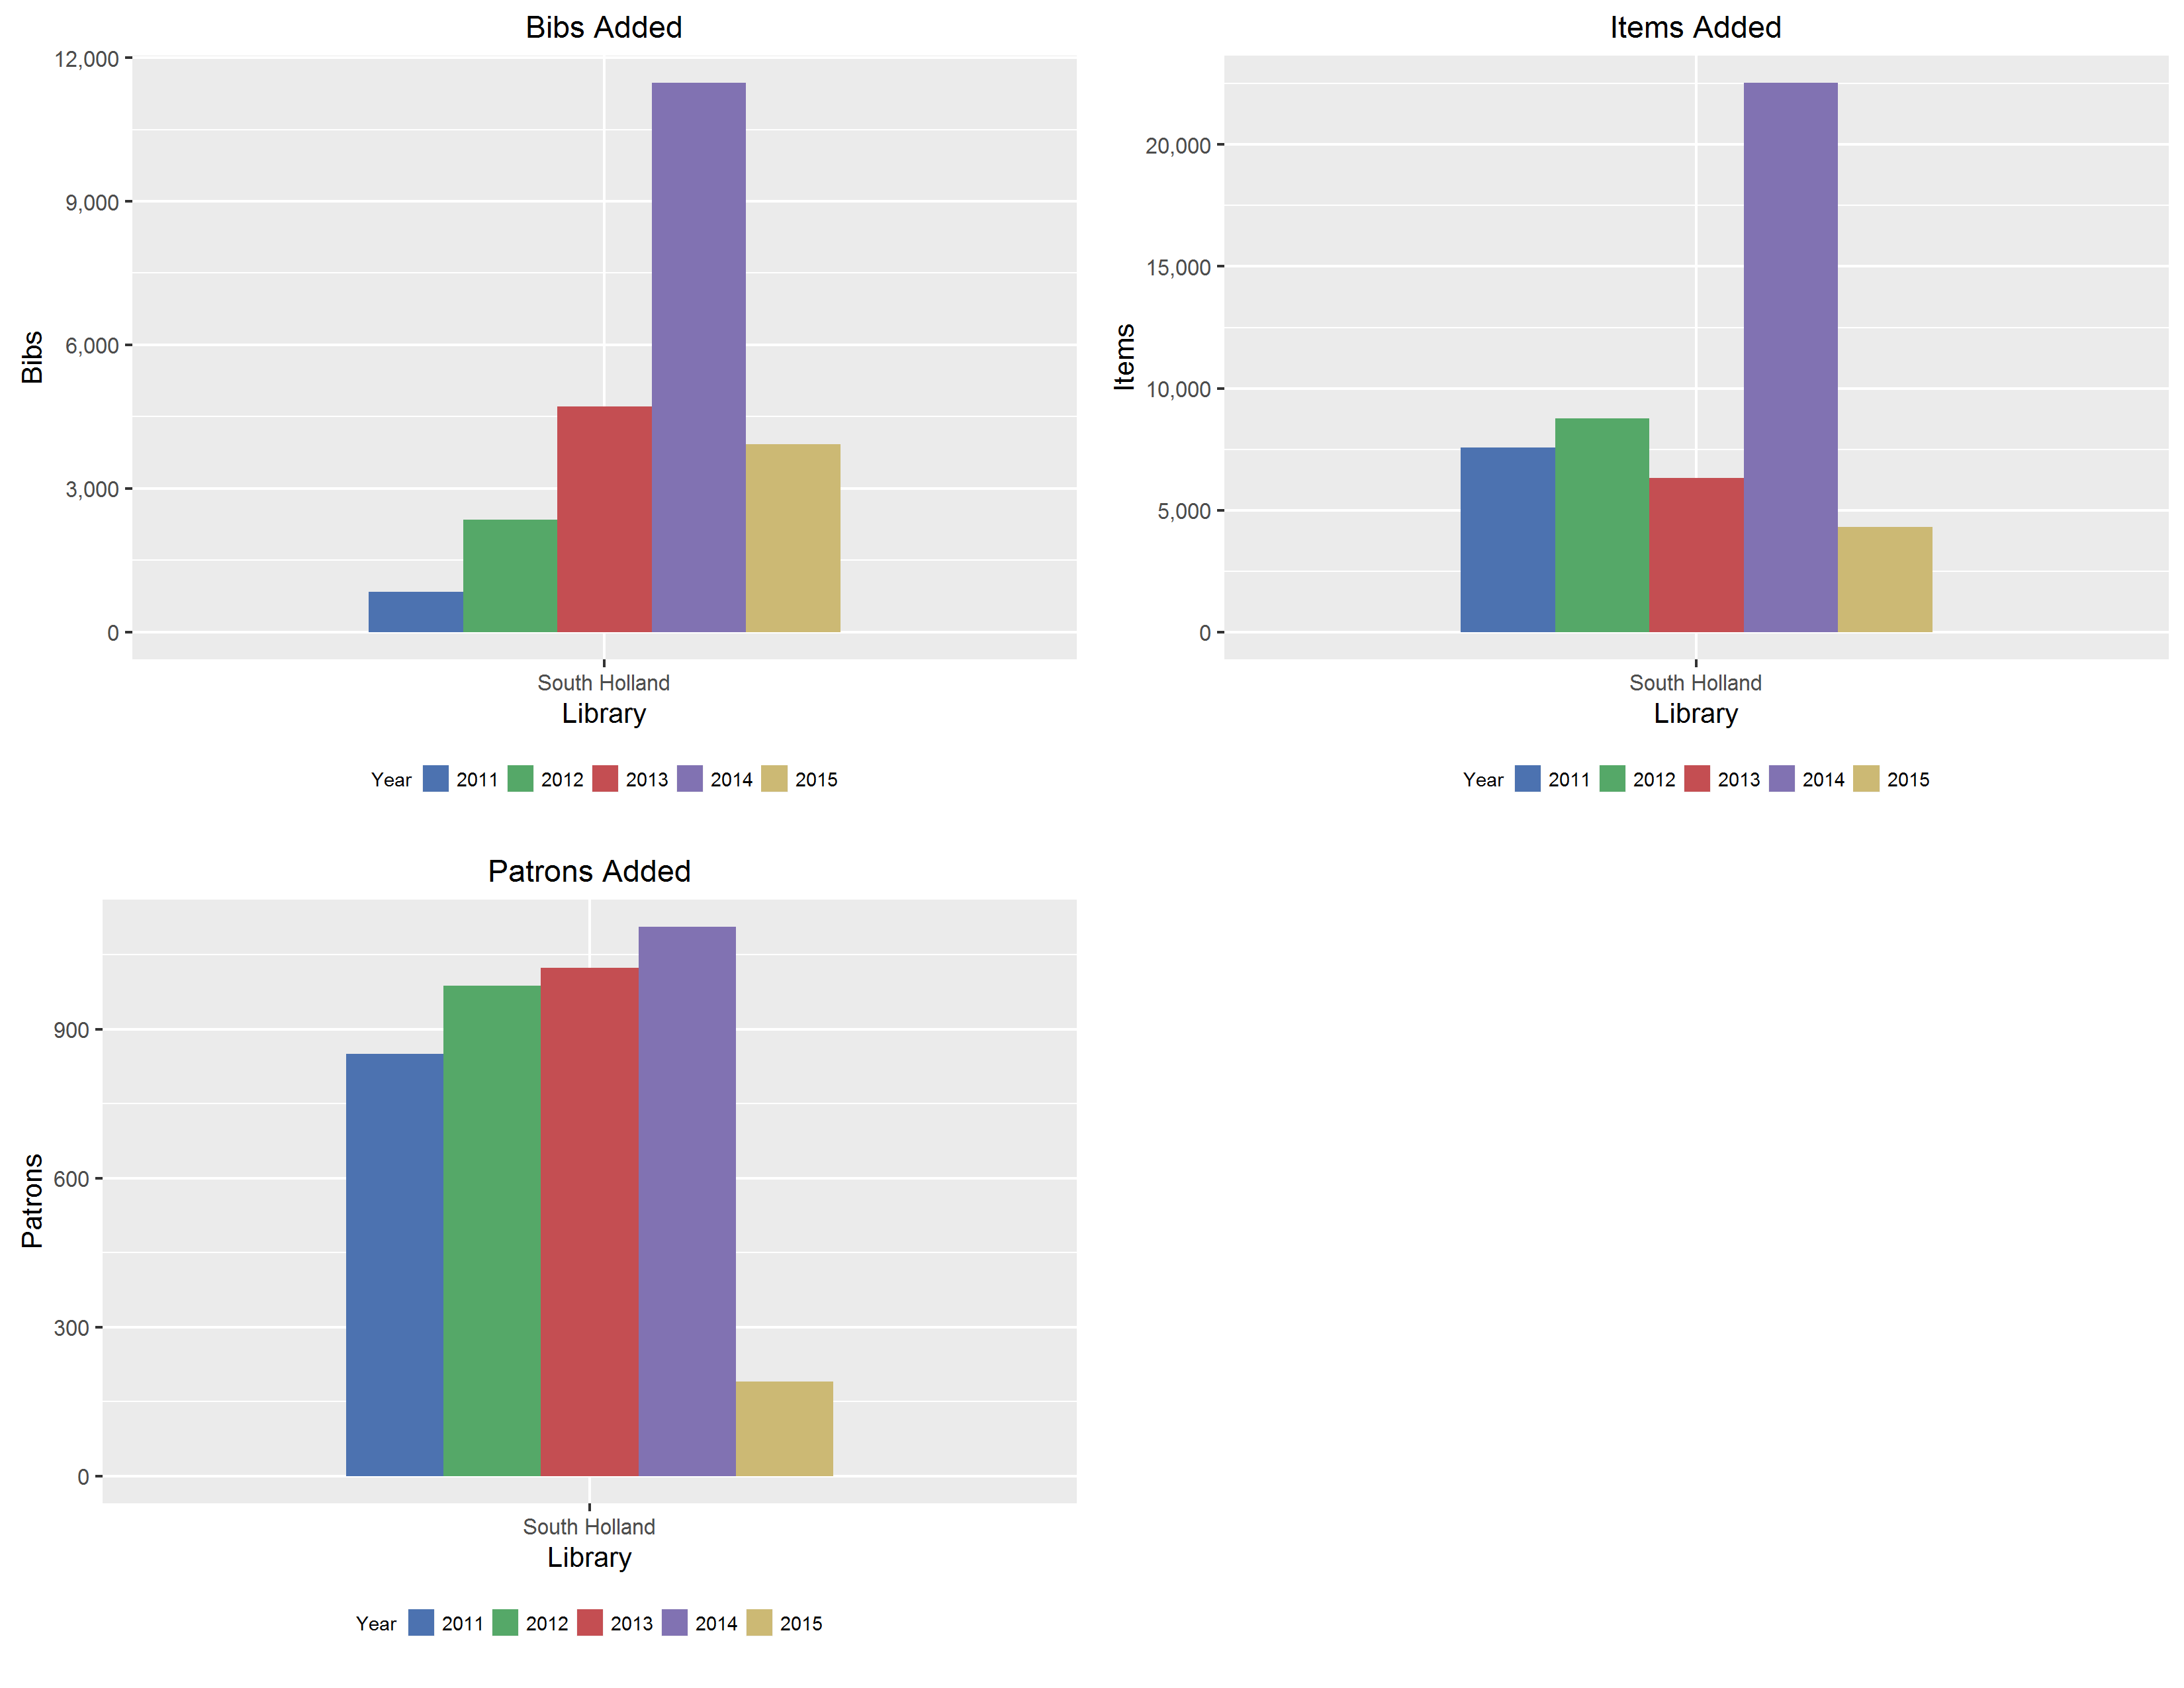 Bibs Added
12,000
9,000
6,000
3,000
0
Bibs
South Holland
Library
Year 2011 2012 2013 2014 2015
Items Added
20,000
15,000
10,000
5,000
0
Items
South Holland
Library
Year 2011 2012 2013 2014 2015
Patrons Added
900
600
300
0
Patrons
South Holland
Library
Year 2011 2012 2013 2014 2015